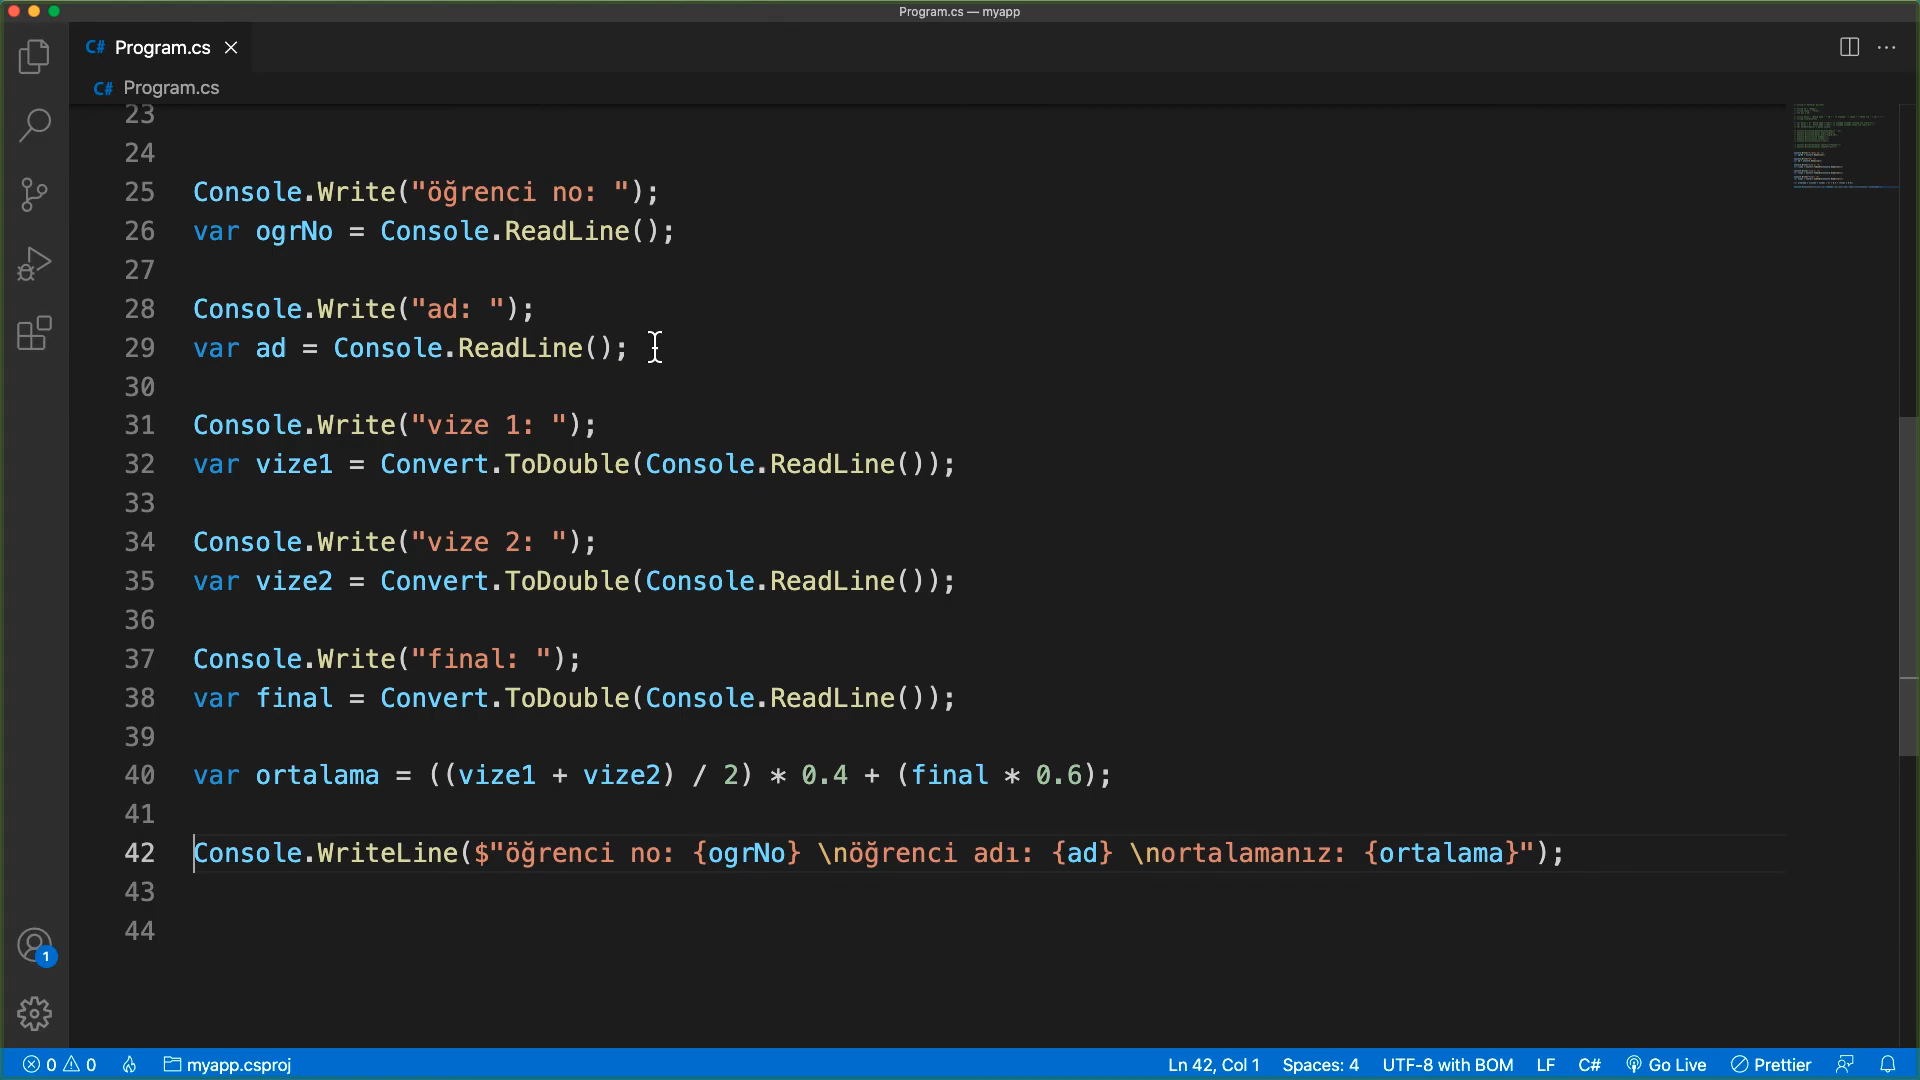 Program.cs — myapp
C# Program.cs
C# Program.cs
23
24
25 Console.Write("öğrenci no: ");
26 var ogrNo = Console.ReadLine();
27
28 Console.Write("ad: ");
29 var ad = Console.ReadLine();
30
31 Console.Write("vize 1: ");
32 var vize1 = Convert.ToDouble(Console.ReadLine());
33
34 Console.Write("vize 2: ");
35 var vize2 = Convert.ToDouble(Console.ReadLine());
36
37 Console.Write("final: ");
38 var final = Convert.ToDouble(Console.ReadLine());
39
40 var ortalama = ((vize1 + vize2) / 2) * 0.4 + (final * 0.6);
41
42 Console.WriteLine($"öğrenci no: {ogrNo} \nöğrenci adı: {ad} \nortalamanız: {ortalama}");
43
44
1
0 0 myapp.csproj Ln 42, Col 1 Spaces: 4 UTF-8 with BOM LF C# Go Live Prettier